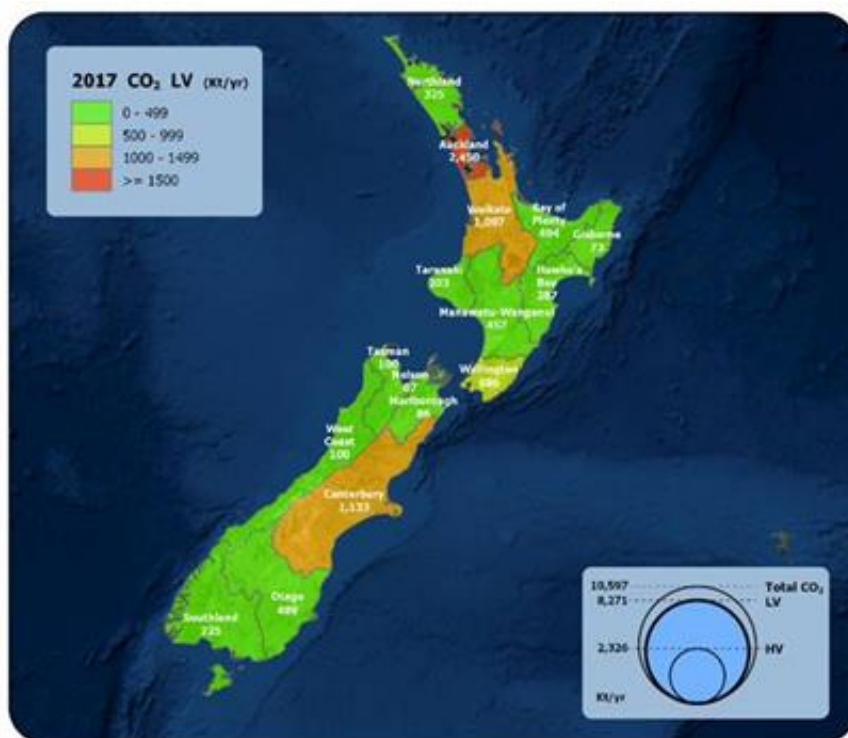 2017 CO₂ LV (Kt/yr)
0 - 499
500 - 999
1000 - 1499
>= 1500
Northland
325
Auckland
2,450
Waikato
1,097
Bay of
Plenty
494
Gisborne
73
Taranaki
203
Hawke's
Bay
287
Manawatu-Wanganui
457
Wellington
Tasman
100
Nelson
67
Marlborough
86
West
Coast
100
Canterbury
1,133
Otago
489
Southland
225
10,597
Total CO₂
8,271
LV
2,326
HV
Kt/yr